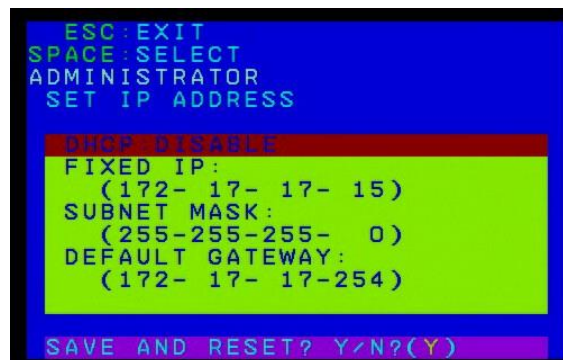 ESC:EXIT
SPACE:SELECT
ADMINISTRATOR
SET IP ADDRESS
DHCP:DISABLE
FIXED IP:
(172- 17- 17- 15)
SUBNET MASK:
(255-255-255- 0)
DEFAULT GATEWAY:
(172- 17- 17-254)
SAVE AND RESET? Y/N?(Y)